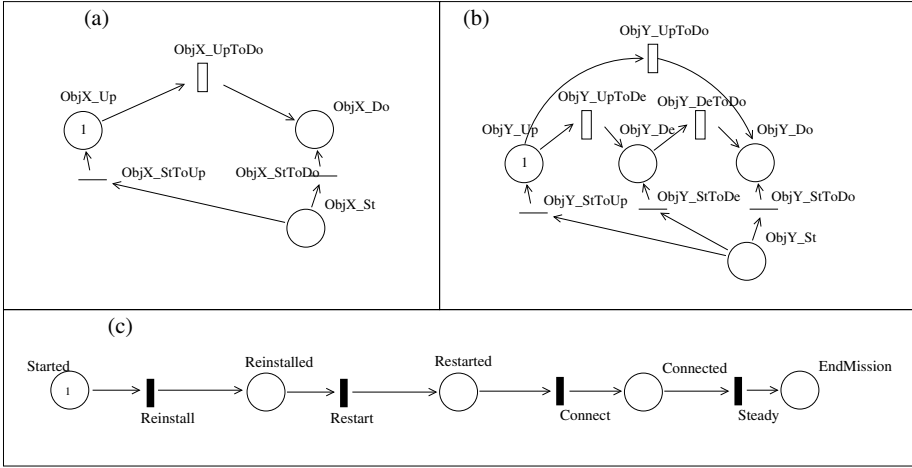 (a)
ObjX_UpToDo
ObjX_Up
ObjX_Do
1
ObjX_StToUp
ObjX_StToDo
ObjX_St
(b)
ObjY_UpToDo
ObjY_UpToDe
ObjY_DeToDo
ObjY_Up
ObjY_De
ObjY_Do
1
ObjY_StToUp
ObjY_StToDe
ObjY_StToDo
ObjY_St
(c)
Started
Reinstalled
Restarted
Connected
EndMission
1
Reinstall
Restart
Connect
Steady